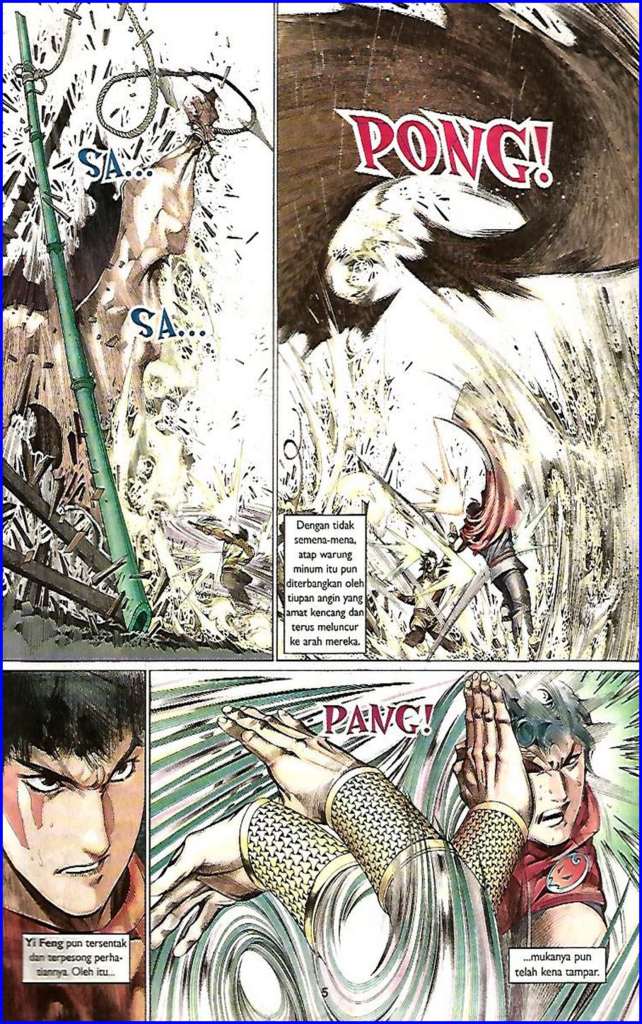 SA...
SA...
PONG!
Dengan tidak
semena-mena,
atap warung
minum itu pun
diterbangkan oleh
tiupan angin yang
amat kencang dan
terus meluncur
ke arah mereka.
PANG!
Yi Feng pun tersentak
dan terpesong perha-
tiannya. Oleh itu...
...mukanya pun
telah kena tampar.
5